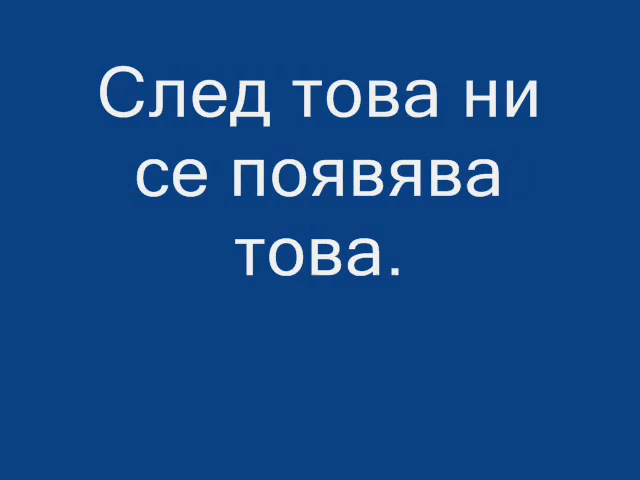 След това ни
се появява
това.